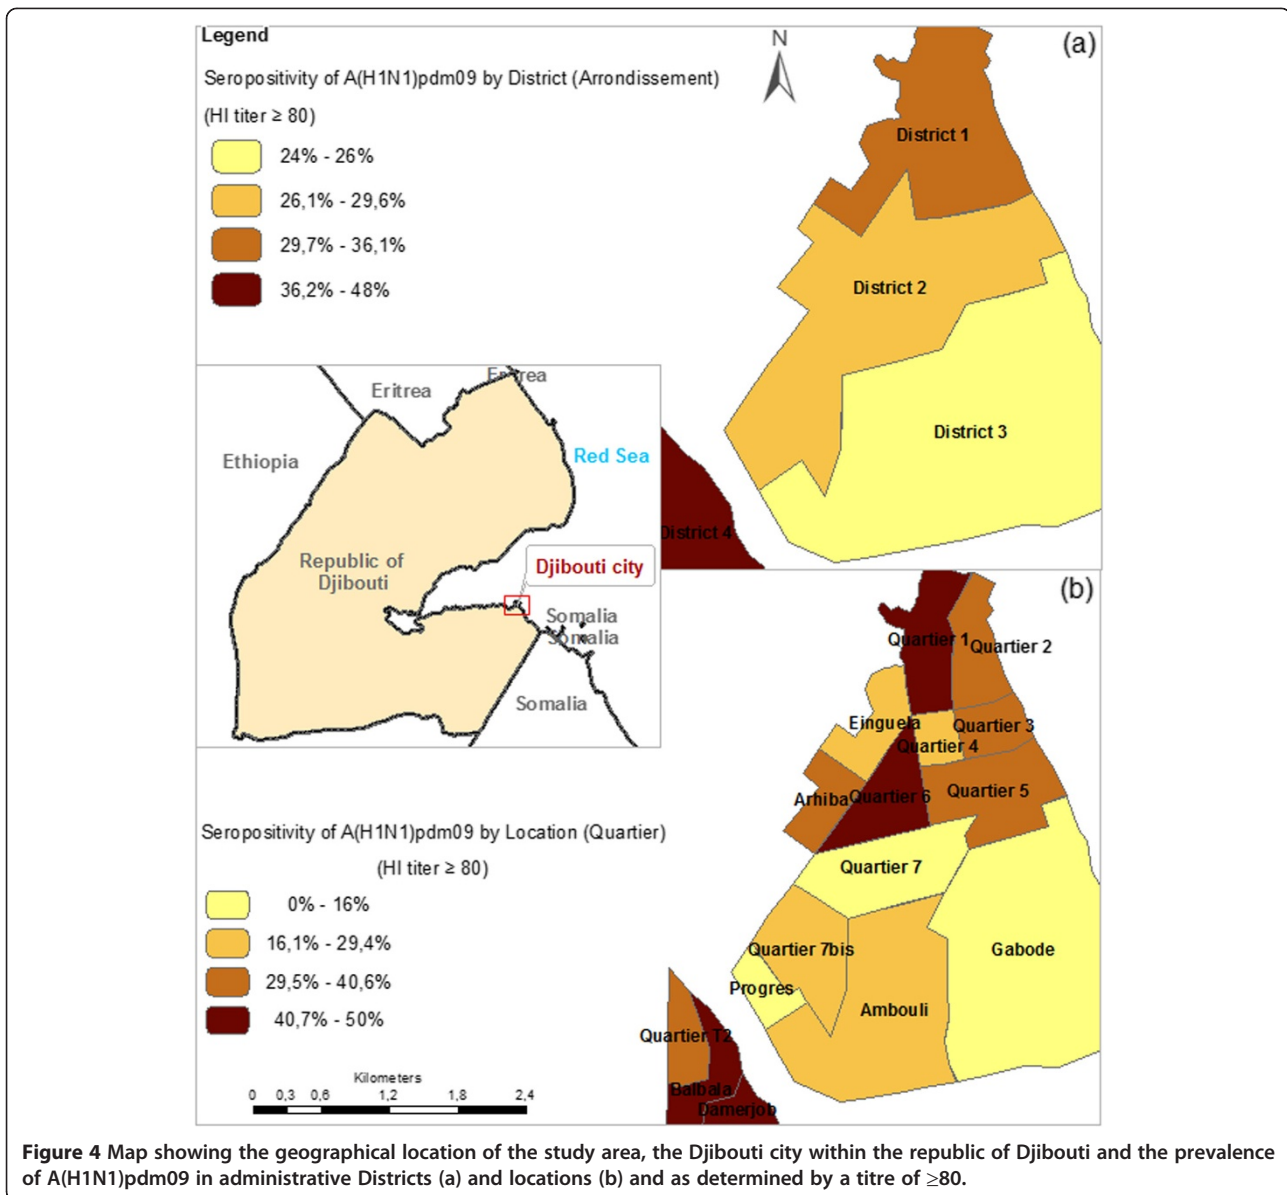 Legend
Seropositivity of A(H1N1)pdm09 by District (Arrondissement)
(HI titer ≥ 80)
24% - 26%
26,1% - 29,6%
29,7% - 36,1%
36,2% - 48%
N
(a)
District 1
District 2
District 3
District 4
Eritrea
Eritrea
Ethiopia
Red Sea
Republic of
Djibouti
Djibouti city
Somalia
Somalia
Somalia
(b)
Quartier 1
Quartier 2
Einguela
Quartier 3
Quartier 4
Arhiba
Quartier 6
Quartier 5
Quartier 7
Quartier 7bis
Gabode
Progres
Ambouli
Quartier T2
Balbala
Damerjob
Seropositivity of A(H1N1)pdm09 by Location (Quartier)
(HI titer ≥ 80)
0% - 16%
16,1% - 29,4%
29,5% - 40,6%
40,7% - 50%
Kilometers
0 0,3 0,6 1,2 1,8 2,4
Figure 4 Map showing the geographical location of the study area, the Djibouti city within the republic of Djibouti and the prevalence
of A(H1N1)pdm09 in administrative Districts (a) and locations (b) and as determined by a titre of ≥80.